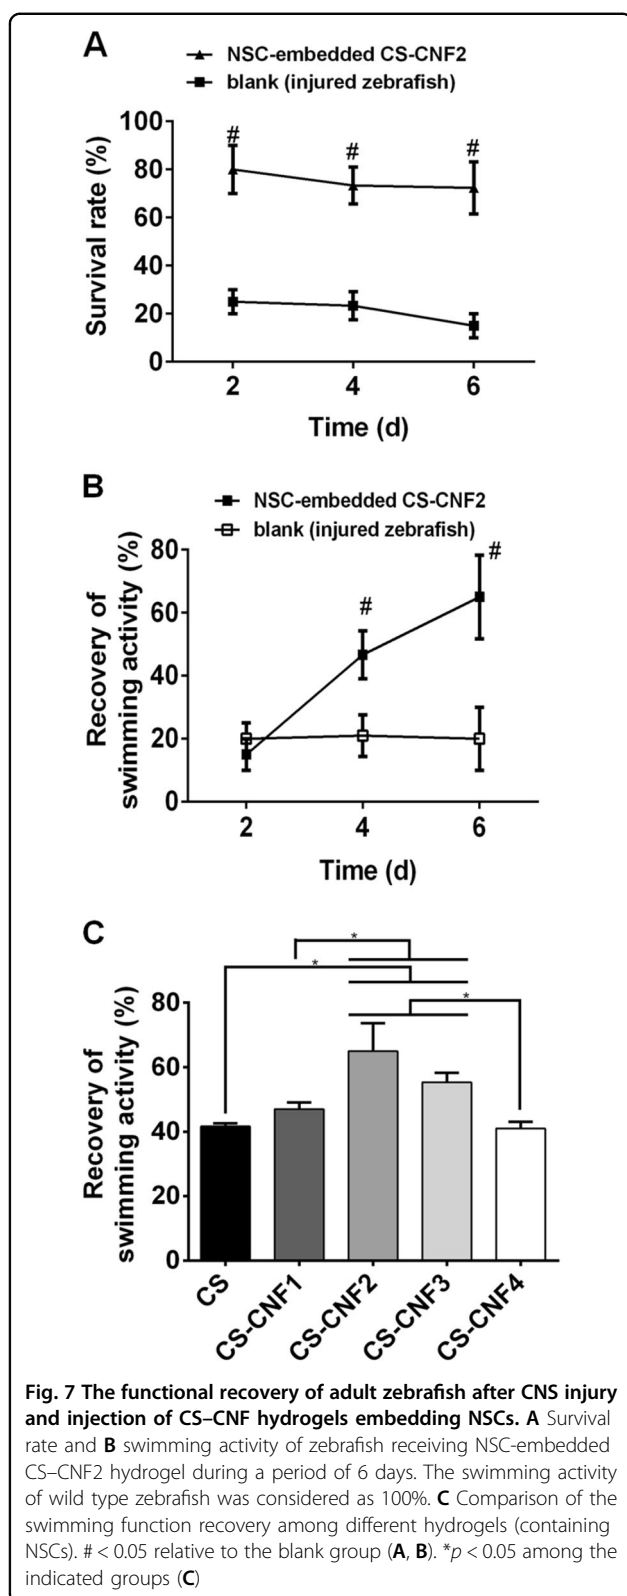 A
NSC-embedded CS-CNF2
blank (injured zebrafish)
Survival rate (%)
100
80
60
40
20
0
#
#
#
2
4
6
Time (d)
B
NSC-embedded CS-CNF2
blank (injured zebrafish)
Recovery of
swimming activity (%)
80
60
40
20
0
#
#
2
4
6
Time (d)
C
Recovery of
swimming activity (%)
80
60
40
20
0
*
*
*
CS
CS-CNF1
CS-CNF2
CS-CNF3
CS-CNF4
Fig. 7 The functional recovery of adult zebrafish after CNS injury
and injection of CS–CNF hydrogels embedding NSCs. A Survival
rate and B swimming activity of zebrafish receiving NSC-embedded
CS–CNF2 hydrogel during a period of 6 days. The swimming activity
of wild type zebrafish was considered as 100%. C Comparison of the
swimming function recovery among different hydrogels (containing
NSCs). # < 0.05 relative to the blank group (A, B). *p < 0.05 among the
indicated groups (C)